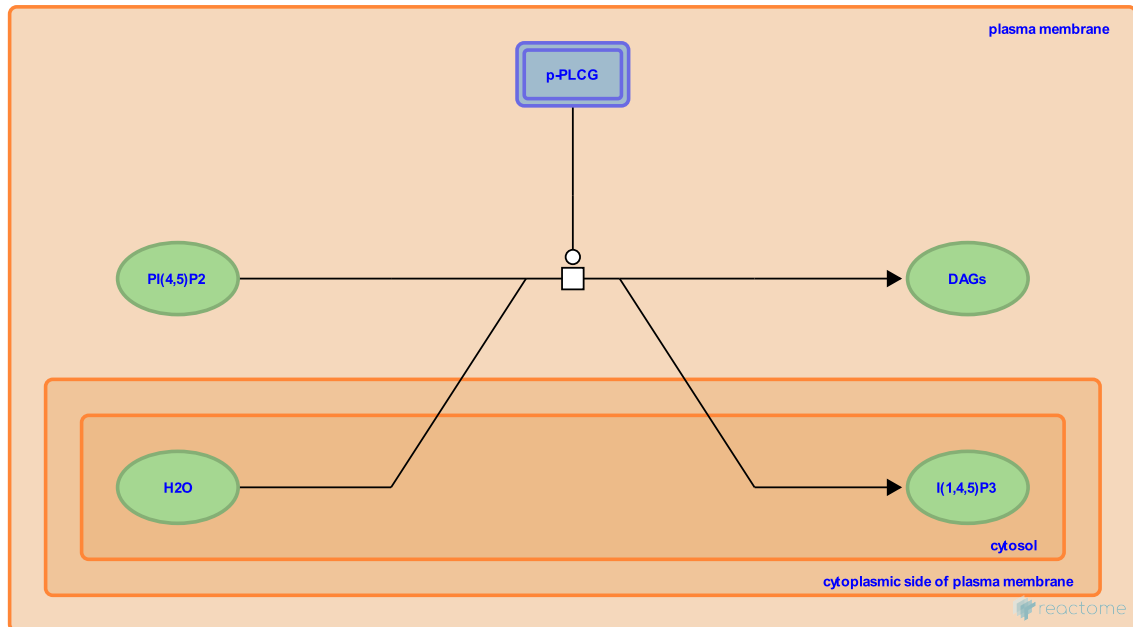 plasma membrane
p-PLCG
PI(4,5)P2
DAGs
H2O
I(1,4,5)P3
cytosol
cytoplasmic side of plasma membrane
reactome